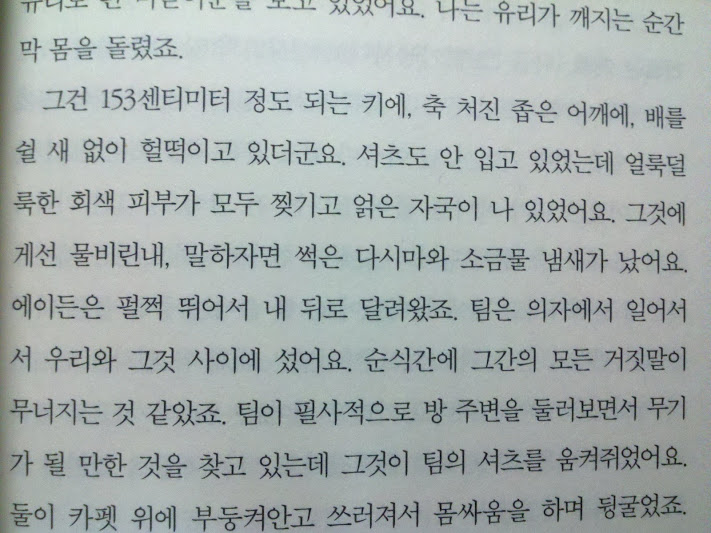 보고 있었어요. 나는 유리가 깨지는 순간
막 몸을 돌렸죠.
그건 153센티미터 정도 되는 키에, 축 처진 좁은 어깨에, 배를
쉴 새 없이 헐떡이고 있더군요. 셔츠도 안 입고 있었는데 얼룩덜
룩한 회색 피부가 모두 찢기고 얽은 자국이 나 있었어요. 그것에
게선 물비린내, 말하자면 썩은 다시마와 소금물 냄새가 났어요.
에이든은 펄쩍 뛰어서 내 뒤로 달려왔죠. 팀은 의자에서 일어서
서 우리와 그것 사이에 섰어요. 순식간에 그간의 모든 거짓말이
무너지는 것 같았죠. 팀이 필사적으로 방 주변을 둘러보면서 무기
가 될 만한 것을 찾고 있는데 그것이 팀의 셔츠를 움켜쥐었어요.
둘이 카펫 위에 부둥켜안고 쓰러져서 몸싸움을 하며 뒹굴었죠.